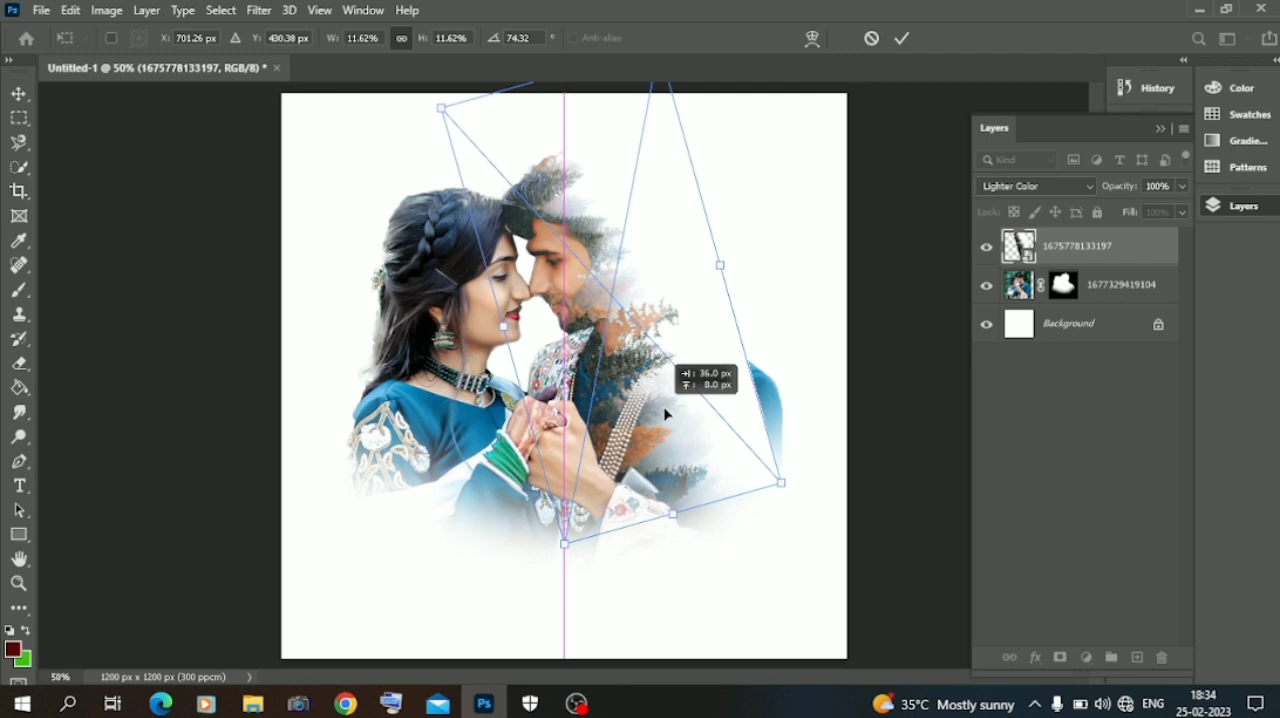 Ps File Edit Image Layer Type Select Filter 3D View Window Help
X: 701.26 px Y: 430.38 px W: 11.62% H: 11.62% 74.32 ° Anti-alias
Untitled-1 @ 50% (1675778133197, RGB/8) * ×
History
Color
Swatches
Gradie...
Patterns
Layers
Layers
Kind
Lighter Color Opacity: 100%
Lock: Fill: 100%
1675778133197
1677329419104
Background
36.0 px
8.0 px
50% 1200 px x 1200 px (300 ppcm)
Ps 35°C Mostly sunny ENG
18:34
25-02-2023